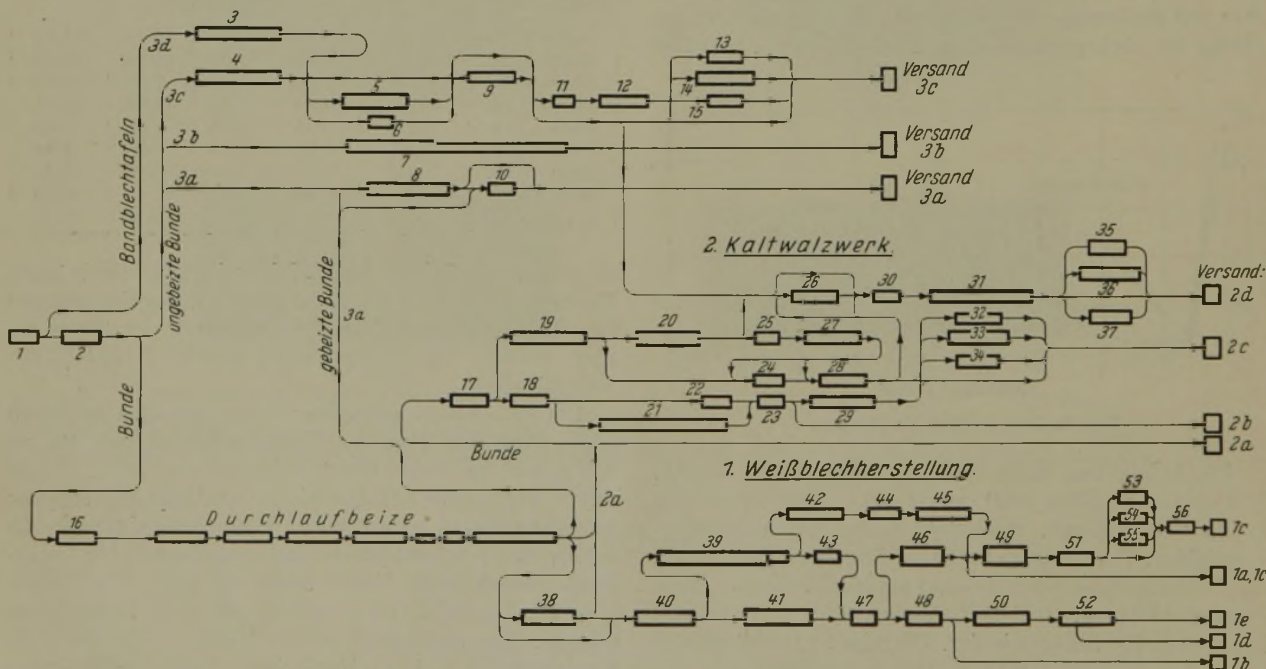 3
3d
4
3c
5
6
9
11
12
13
14
15
Versand
3c
3b
7
Versand
3b
3a
8
10
Versand
3a
Bandblechtafeln
ungebeizte Bunde
gebeizte Bunde
3a
1
2
Bunde
2. Kaltwalzwerk.
26
30
31
35
36
37
Versand:
2d
19
20
25
27
32
33
34
2c
24
28
17
18
22
23
29
21
2b
2a
Bunde
2a
1. Weißblechherstellung.
16
Durchlaufbeize
42
44
45
53
54
55
56
1c
39
43
46
49
51
1a,1c
38
40
41
47
48
50
52
1e
1d
1b